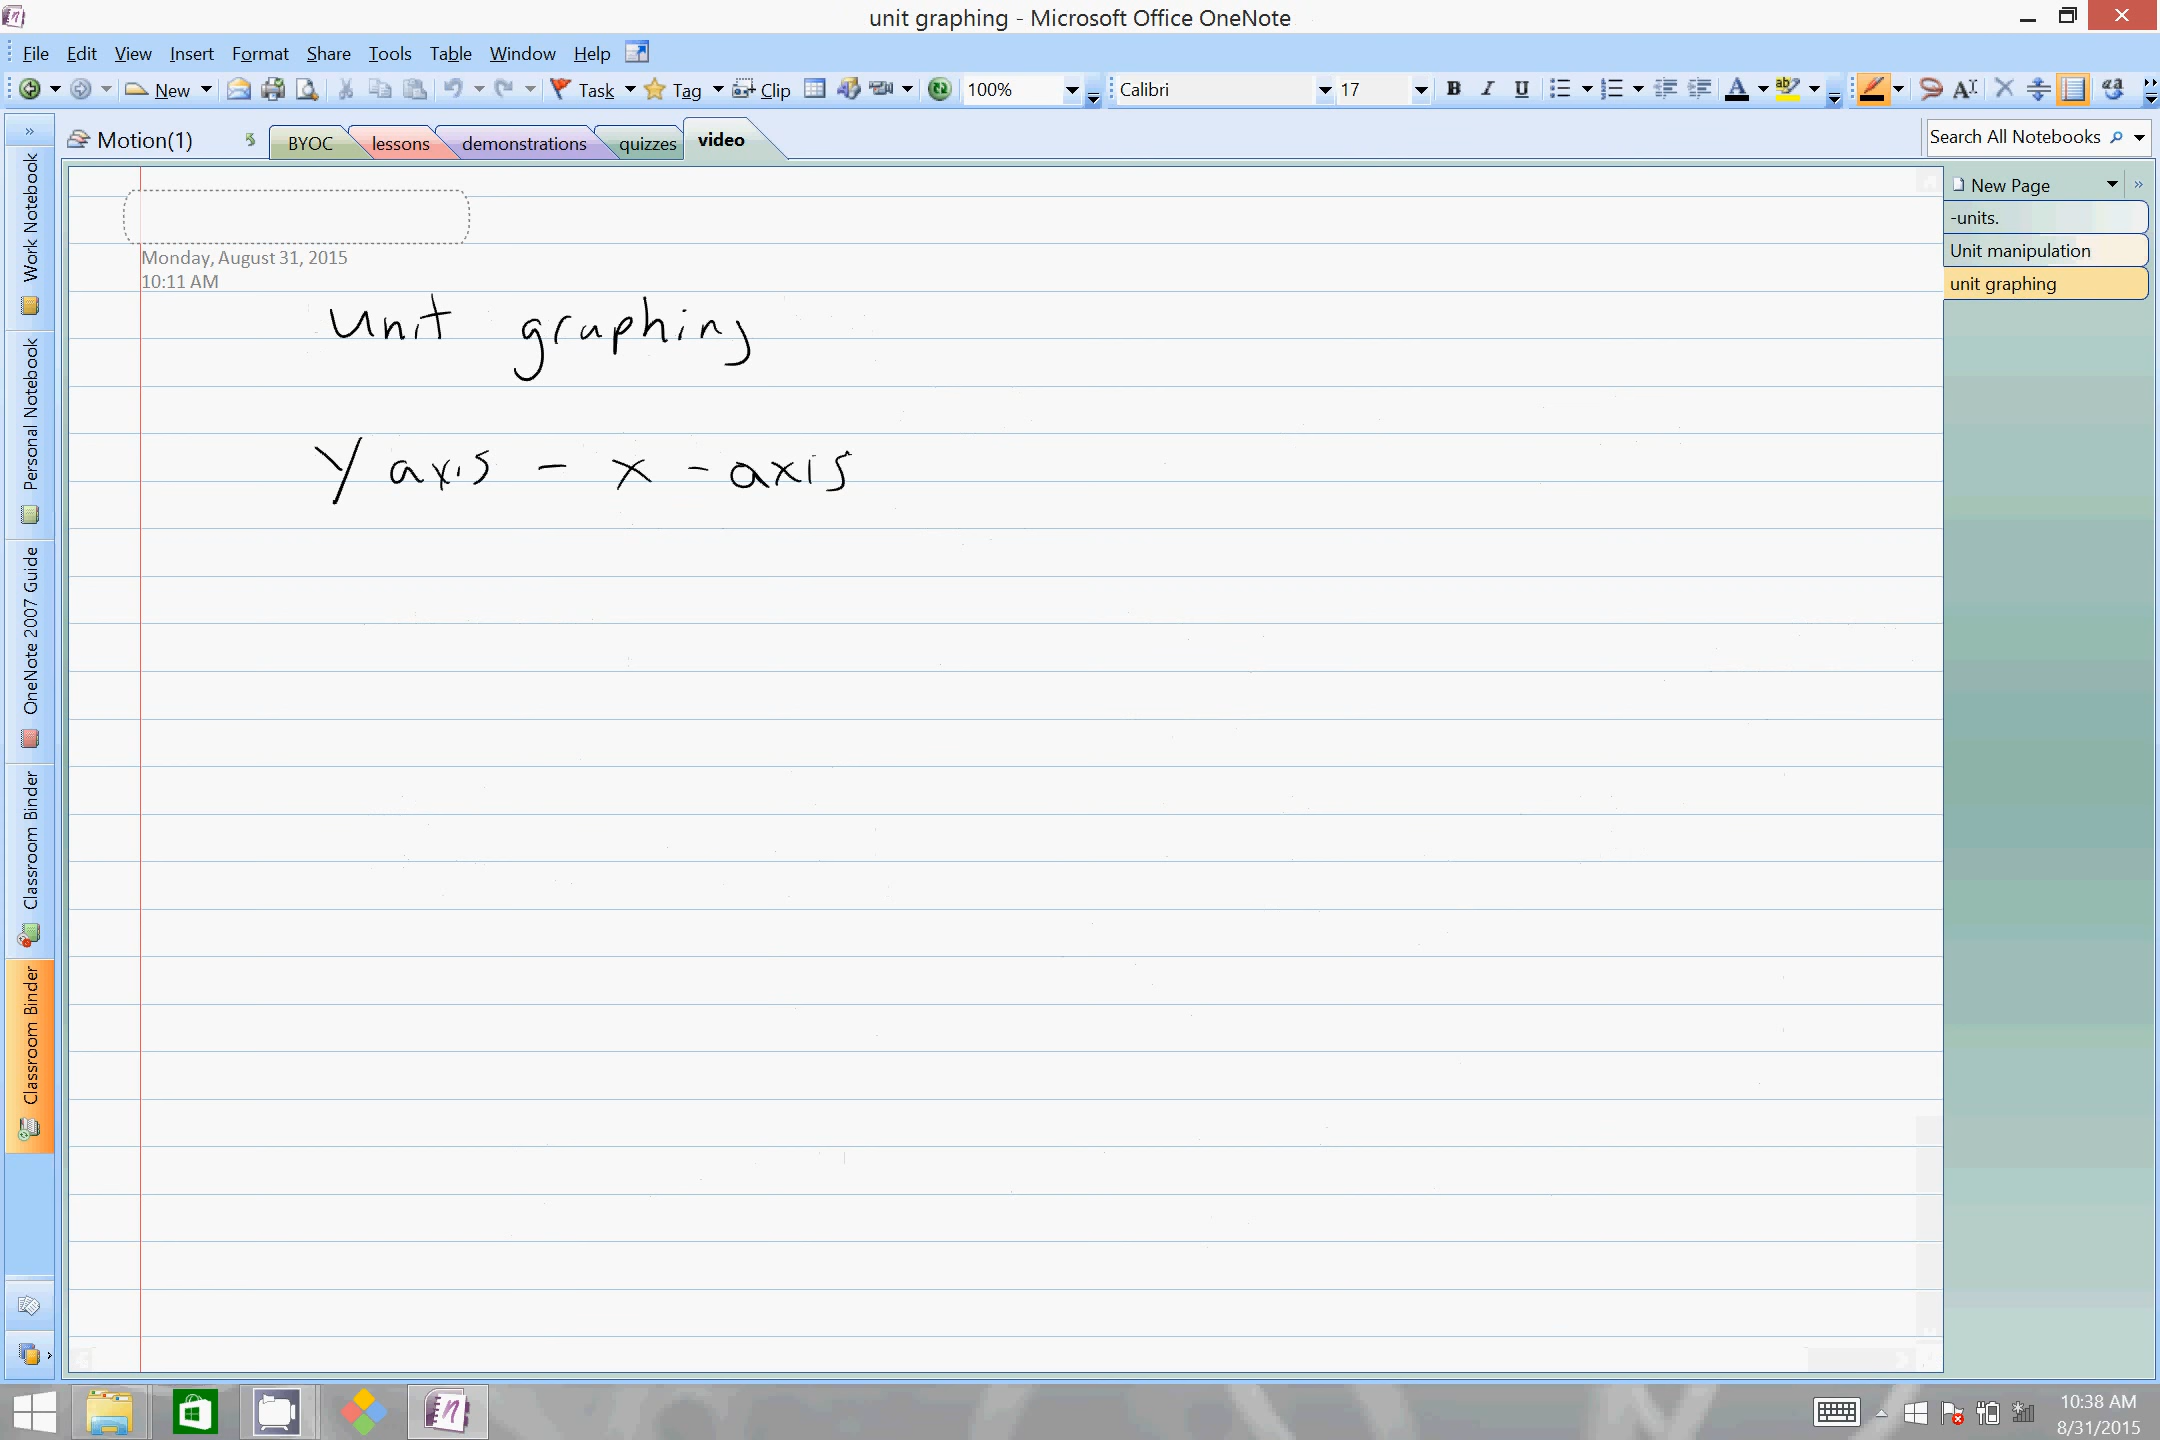 unit graphing - Microsoft Office OneNote
File Edit View Insert Format Share Tools Table Window Help
New Task Tag Clip 100% Calibri 17 B I U A ab
Motion(1) BYOC lessons demonstrations quizzes video Search All Notebooks
Work Notebook
Personal Notebook
OneNote 2007 Guide
Classroom Binder
Classroom Binder
Monday, August 31, 2015
10:11 AM
Unit graphing
Y axis - x - axis
New Page
-units.
Unit manipulation
unit graphing
10:38 AM
8/31/2015